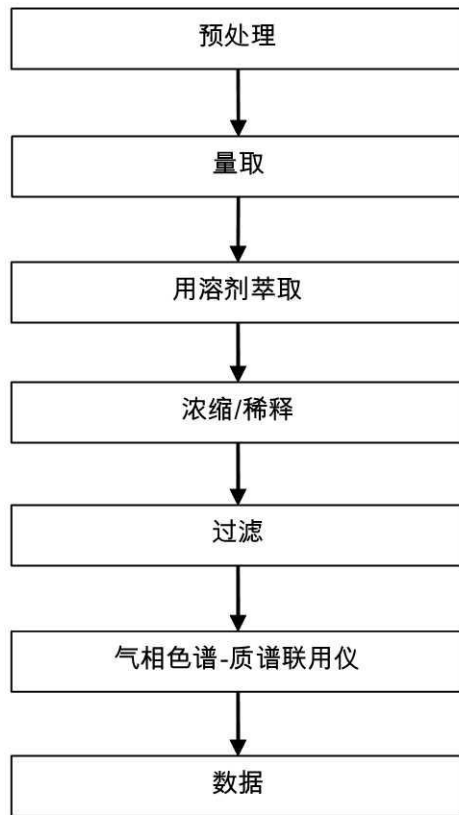 预处理
量取
用溶剂萃取
浓缩/稀释
过滤
气相色谱-质谱联用仪
数据